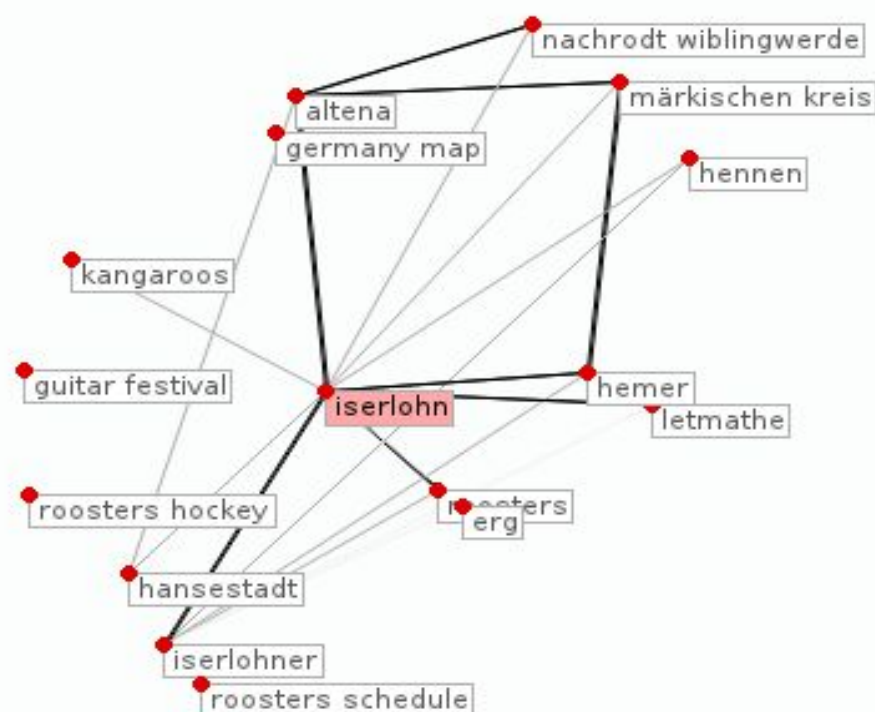 nachrodt wiblingwerde
märkischen kreis
altena
germany map
hennen
kangaroos
guitar festival
hemer
iserlohn
letmathe
roosters hockey
roosters
erg
hansestadt
iserlohner
roosters schedule